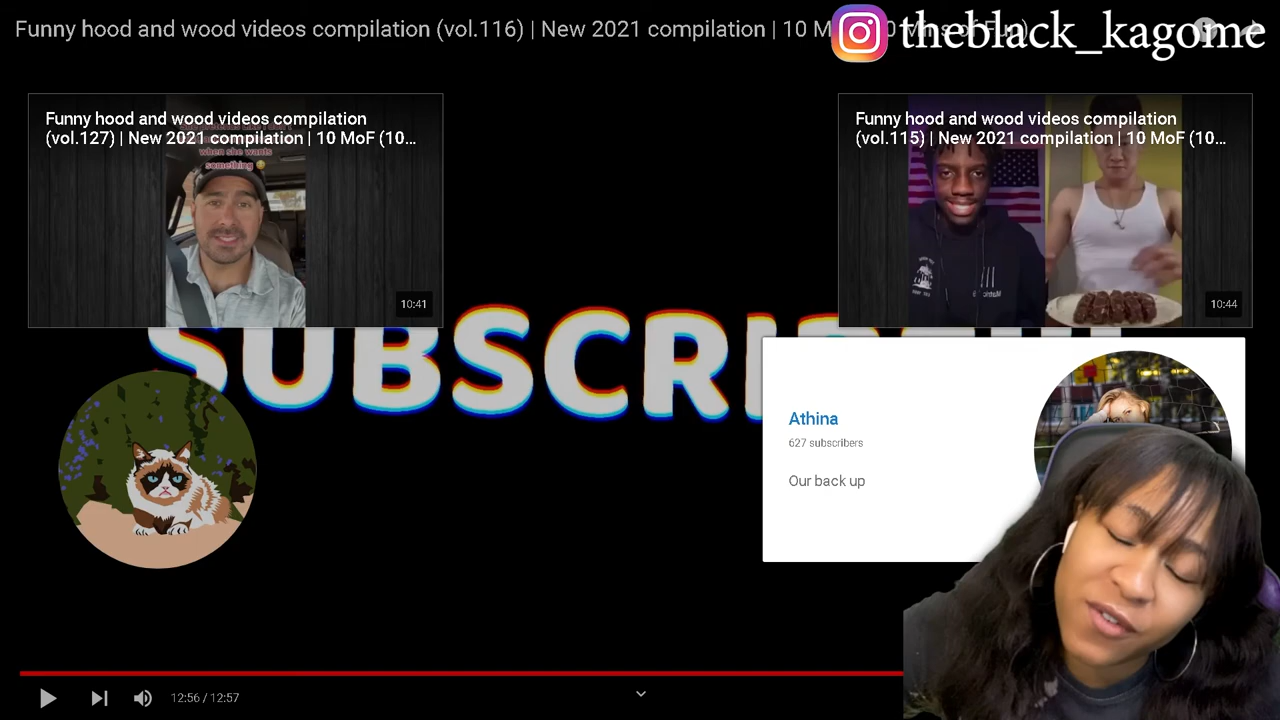 Funny hood and wood videos compilation (vol.116) | New 2021 compilation | 10 M
theblack_kagome
Funny hood and wood videos compilation
(vol.127) | New 2021 compilation | 10 MoF (10...
when she wants
something
10:41
Funny hood and wood videos compilation
(vol.115) | New 2021 compilation | 10 MoF (10...
10:44
SUBSCRI
Athina
627 subscribers
Our back up
12:56 / 12:57